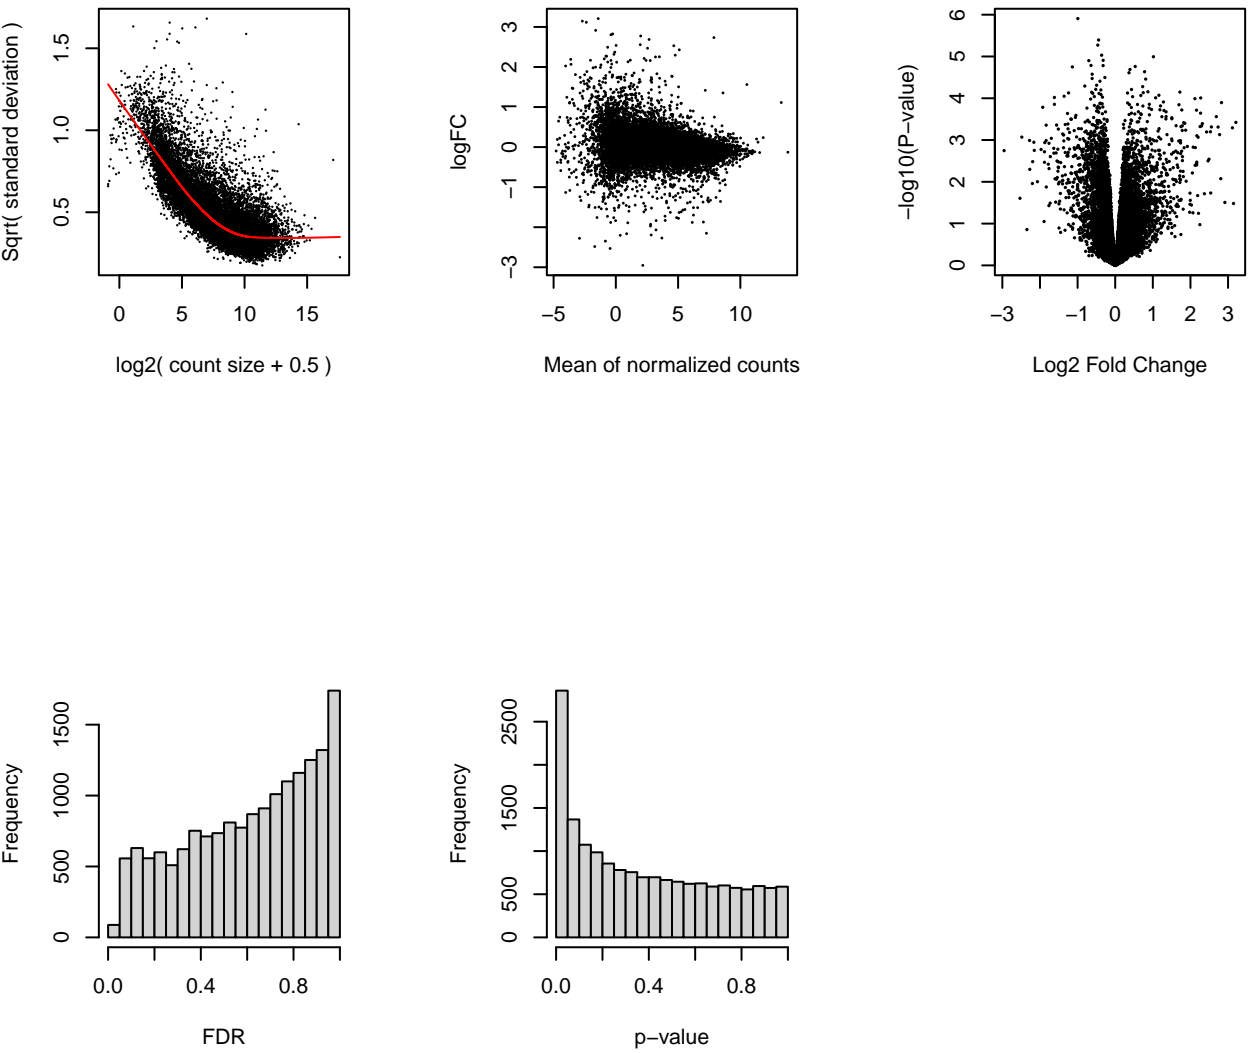 Sqrt( standard deviation )
0.5 1.0 1.5
0 5 10 15
log2( count size + 0.5 )
logFC
−3 −1 0 1 2 3
−5 0 5 10
Mean of normalized counts
−log10(P−value)
0 1 2 3 4 5 6
−3 −1 0 1 2 3
Log2 Fold Change
Frequency
0 500 1000 1500
0.0 0.4 0.8
FDR
Frequency
0 500 1500 2500
0.0 0.4 0.8
p−value